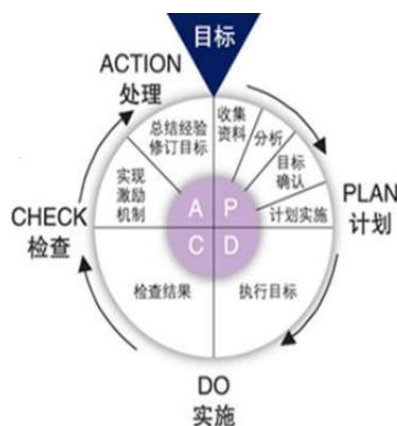 目标
ACTION
处理
总结经验
修订目标
收集
资料
分析
目标
确认
计划实施
实现
激励
机制
A
P
C
D
PLAN
计划
CHECK
检查
检查结果
执行目标
DO
实施